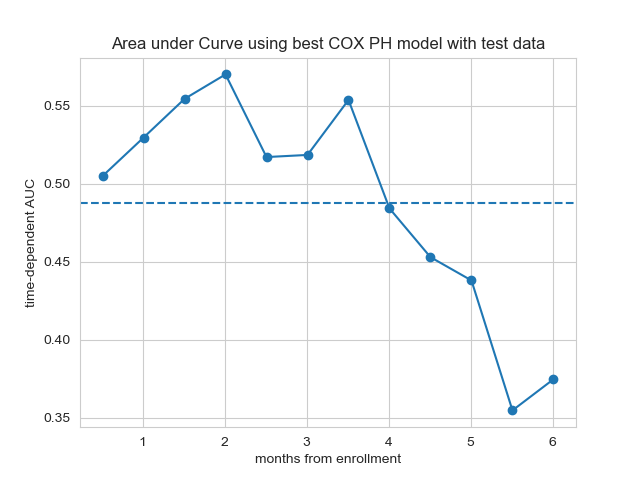 Area under Curve using best COX PH model with test data
time-dependent AUC
0.55
0.50
0.45
0.40
0.35
1 2 3 4 5 6
months from enrollment